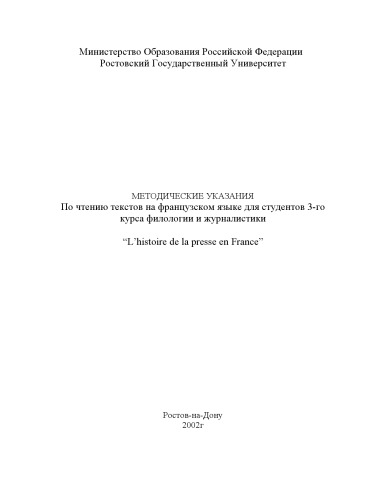 Министерство Образования Российской Федерации
Ростовский Государственный Университет
МЕТОДИЧЕСКИЕ УКАЗАНИЯ
По чтению текстов на французском языке для студентов 3-го
курса филологии и журналистики
“L’histoire de la presse en France”
Ростов-на-Дону
2002г